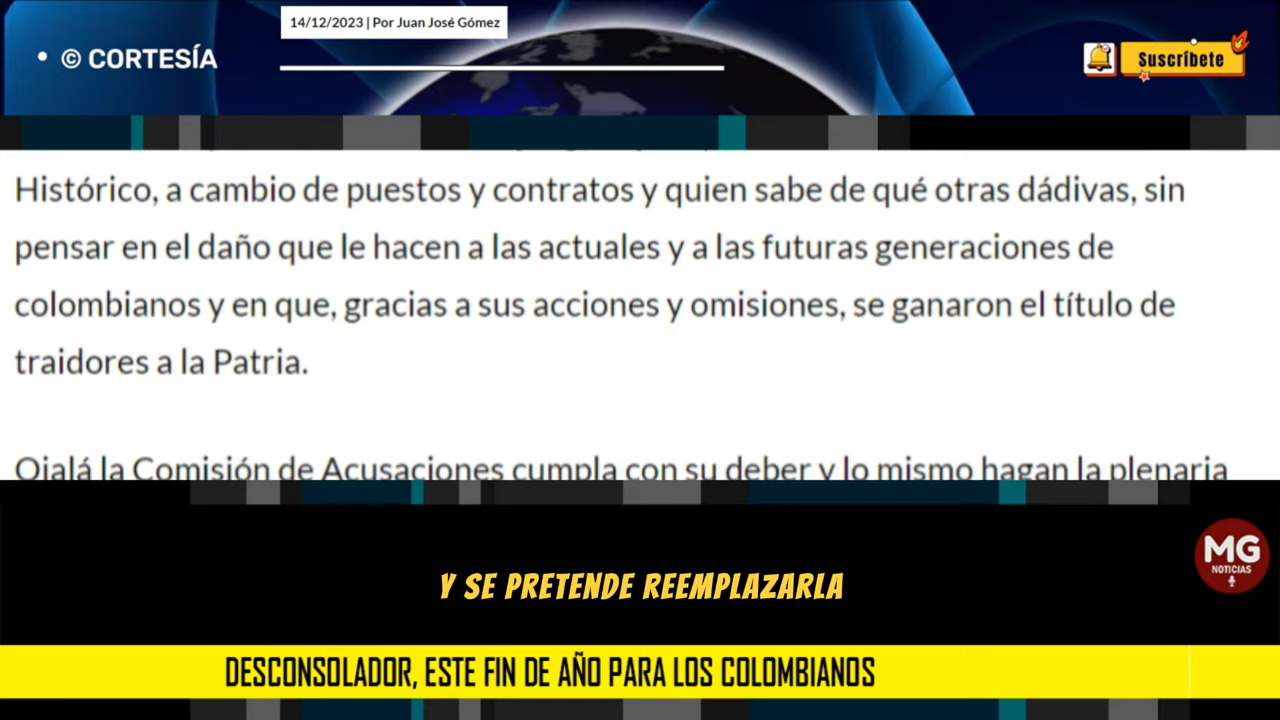 14/12/2023 | Por Juan José Gómez
• © CORTESÍA
Suscríbete
Histórico, a cambio de puestos y contratos y quien sabe de qué otras dádivas, sin
pensar en el daño que le hacen a las actuales y a las futuras generaciones de
colombianos y en que, gracias a sus acciones y omisiones, se ganaron el título de
traidores a la Patria.
Ojalá la Comisión de Acusaciones cumpla con su deber y lo mismo hagan la plenaria
MG
NOTICIAS
Y SE PRETENDE REEMPLAZARLA
DESCONSOLADOR, ESTE FIN DE AÑO PARA LOS COLOMBIANOS